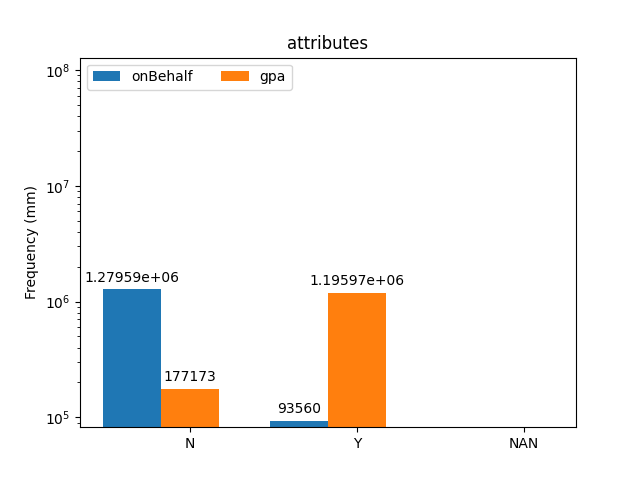 attributes
onBehalf gpa
Frequency (mm)
10⁸
10⁷
10⁶
10⁵
1.27959e+06
177173
93560
1.19597e+06
N Y NAN